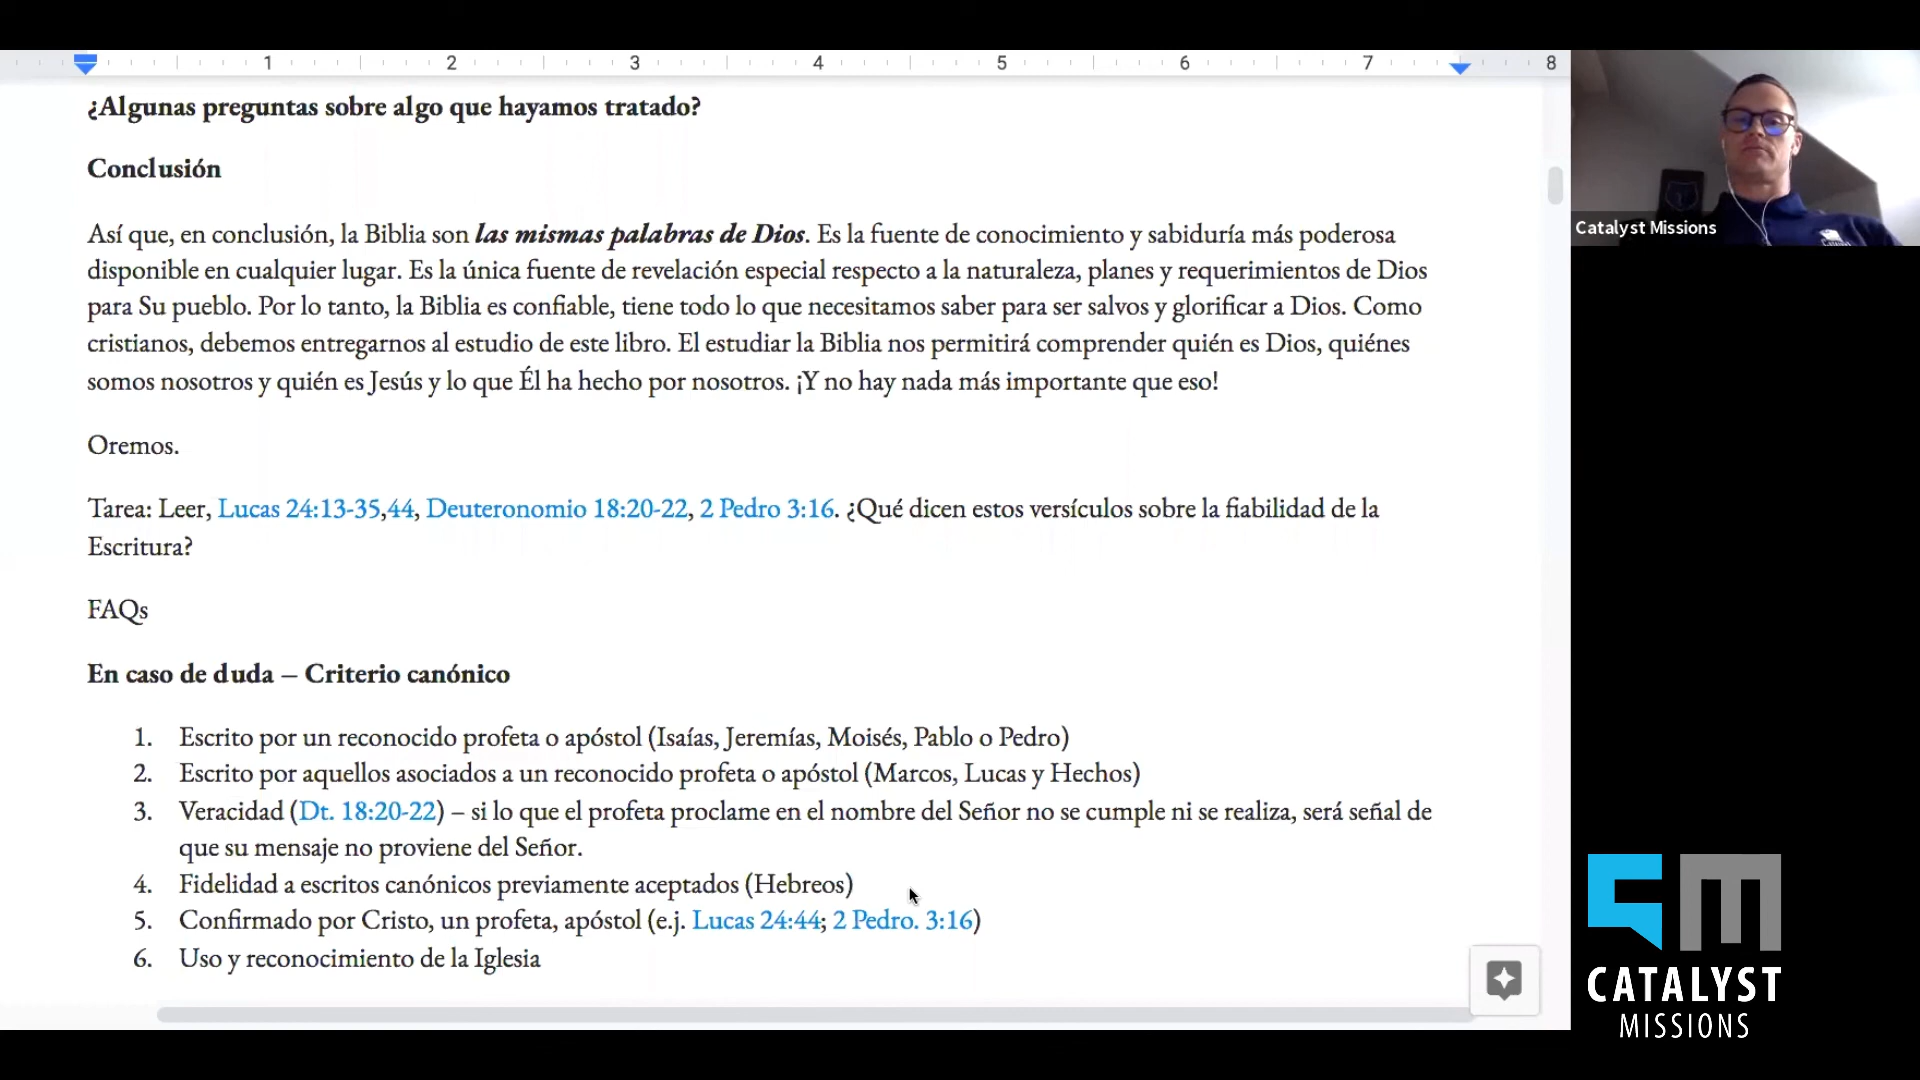 1 2 3 4 5 6 7 8
¿Algunas preguntas sobre algo que hayamos tratado?
Conclusión
Así que, en conclusión, la Biblia son las mismas palabras de Dios. Es la fuente de conocimiento y sabiduría más poderosa
disponible en cualquier lugar. Es la única fuente de revelación especial respecto a la naturaleza, planes y requerimientos de Dios
para Su pueblo. Por lo tanto, la Biblia es confiable, tiene todo lo que necesitamos saber para ser salvos y glorificar a Dios. Como
cristianos, debemos entregarnos al estudio de este libro. El estudiar la Biblia nos permitirá comprender quién es Dios, quiénes
somos nosotros y quién es Jesús y lo que Él ha hecho por nosotros. ¡Y no hay nada más importante que eso!
Oremos.
Tarea: Leer, Lucas 24:13-35,44, Deuteronomio 18:20-22, 2 Pedro 3:16. ¿Qué dicen estos versículos sobre la fiabilidad de la
Escritura?
FAQs
En caso de duda – Criterio canónico
1. Escrito por un reconocido profeta o apóstol (Isaías, Jeremías, Moisés, Pablo o Pedro)
2. Escrito por aquellos asociados a un reconocido profeta o apóstol (Marcos, Lucas y Hechos)
3. Veracidad (Dt. 18:20-22) – si lo que el profeta proclame en el nombre del Señor no se cumple ni se realiza, será señal de
que su mensaje no proviene del Señor.
4. Fidelidad a escritos canónicos previamente aceptados (Hebreos)
5. Confirmado por Cristo, un profeta, apóstol (e.j. Lucas 24:44; 2 Pedro. 3:16)
6. Uso y reconocimiento de la Iglesia
Catalyst Missions
CATALYST
MISSIONS